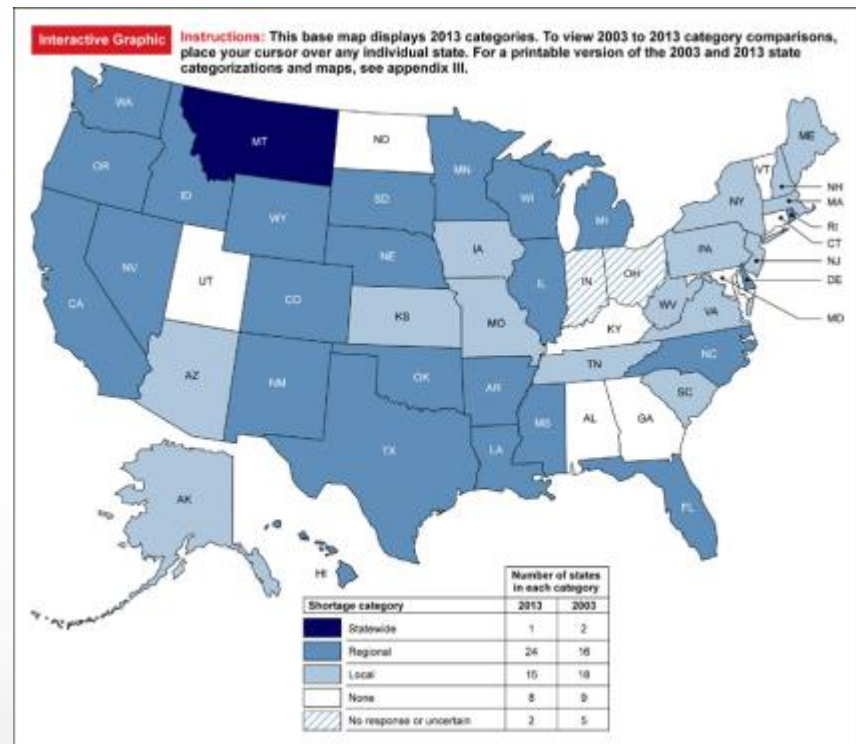 Interactive Graphic
Instructions: This base map displays 2013 categories. To view 2003 to 2013 category comparisons,
place your cursor over any individual state. For a printable version of the 2003 and 2013 state
categorizations and maps, see appendix III.
WA
MT
ND
MN
ME
VT
OR
ID
SD
WI
MI
NY
NH
MA
RI
CT
WY
NE
IA
PA
NJ
DE
MD
NV
UT
CO
IL
IN
OH
WV
VA
CA
KS
MO
KY
AZ
NM
OK
AR
TN
NC
SC
TX
LA
MS
AL
GA
AK
FL
HI
Number of states
in each category
Shortage category 2013 2003
Statewide 1 2
Regional 24 16
Local 15 18
None 8 9
No response or uncertain 2 5